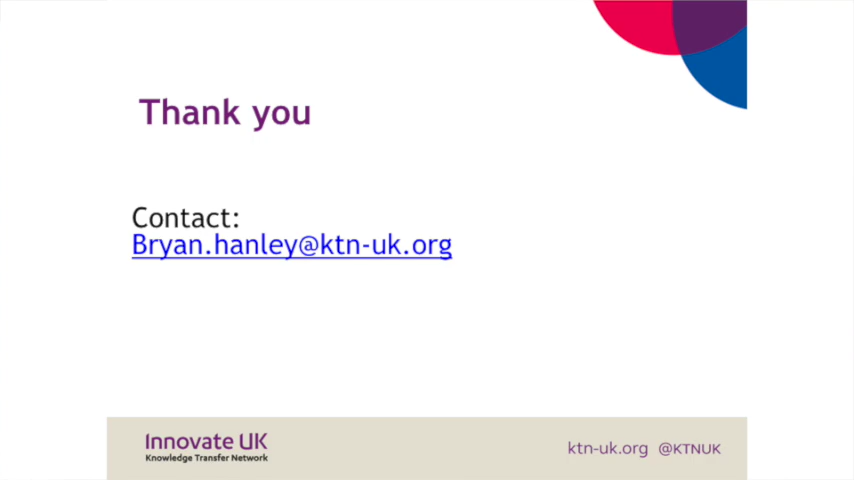 Thank you
Contact:
Bryan.hanley@ktn-uk.org
Innovate UK
Knowledge Transfer Network
ktn-uk.org @KTNUK